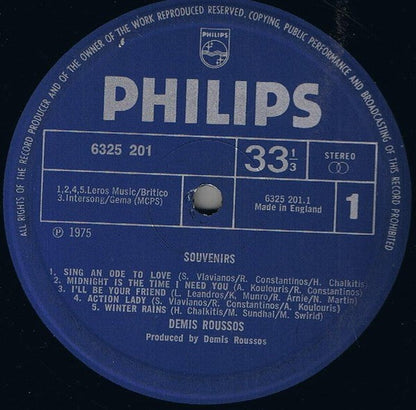 ALL RIGHTS OF THE RECORD PRODUCER AND OF THE OWNER OF THE WORK REPRODUCED RESERVED. COPYING, PUBLIC PERFORMANCE AND BROADCASTING OF THIS RECORD PROHIBITED
PHILIPS
PHILIPS
6325 201
33 1/3
STEREO
1,2,4,5.Leros Music/Britico
3.Intersong/Gema (MCPS)
6325 201.1
Made in England
1
℗ 1975
SOUVENIRS
1. SING AN ODE TO LOVE (S. Vlavianos/R. Constantinos/H. Chalkitis)
2. MIDNIGHT IS THE TIME I NEED YOU (A. Koulouris/R. Constantinos)
3. I'LL BE YOUR FRIEND (L. Leandros/K. Munro/R. Arnie/N. Martin)
4. ACTION LADY (S. Vlavianos/R. Constantinos/A. Koulouris)
5. WINTER RAINS (H. Chalkitis/M. Sundhal/M. Swirid)
DEMIS ROUSSOS
Produced by Demis Roussos